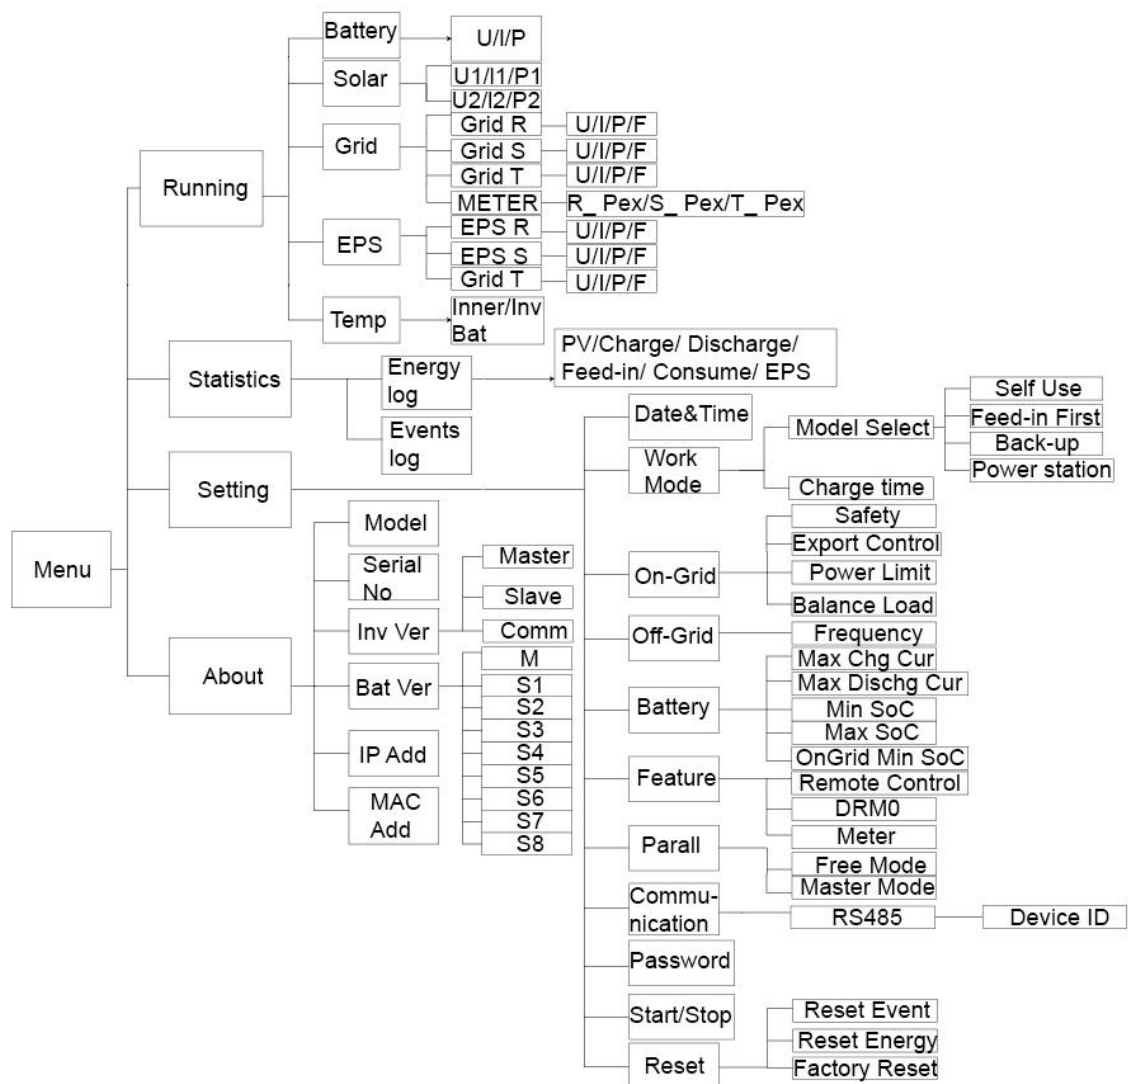 Menu
Running
Battery
U/I/P
Solar
U1/I1/P1
U2/I2/P2
Grid
Grid R
U/I/P/F
Grid S
U/I/P/F
Grid T
U/I/P/F
METER
R_ Pex/S_ Pex/T_ Pex
EPS
EPS R
U/I/P/F
EPS S
U/I/P/F
Grid T
U/I/P/F
Temp
Inner/Inv
Bat
Statistics
Energy
log
PV/Charge/ Discharge/
Feed-in/ Consume/ EPS
Events
log
Setting
Date&Time
Work
Mode
Model Select
Self Use
Feed-in First
Back-up
Power station
Charge time
On-Grid
Safety
Export Control
Power Limit
Balance Load
Off-Grid
Frequency
Battery
Max Chg Cur
Max Dischg Cur
Min SoC
Max SoC
OnGrid Min SoC
Feature
Remote Control
DRM0
Meter
Parall
Free Mode
Master Mode
Commu-
nication
RS485
Device ID
Password
Start/Stop
Reset
Reset Event
Reset Energy
Factory Reset
About
Model
Serial
No
Inv Ver
Master
Slave
Comm
Bat Ver
M
S1
S2
S3
S4
S5
S6
S7
S8
IP Add
MAC
Add